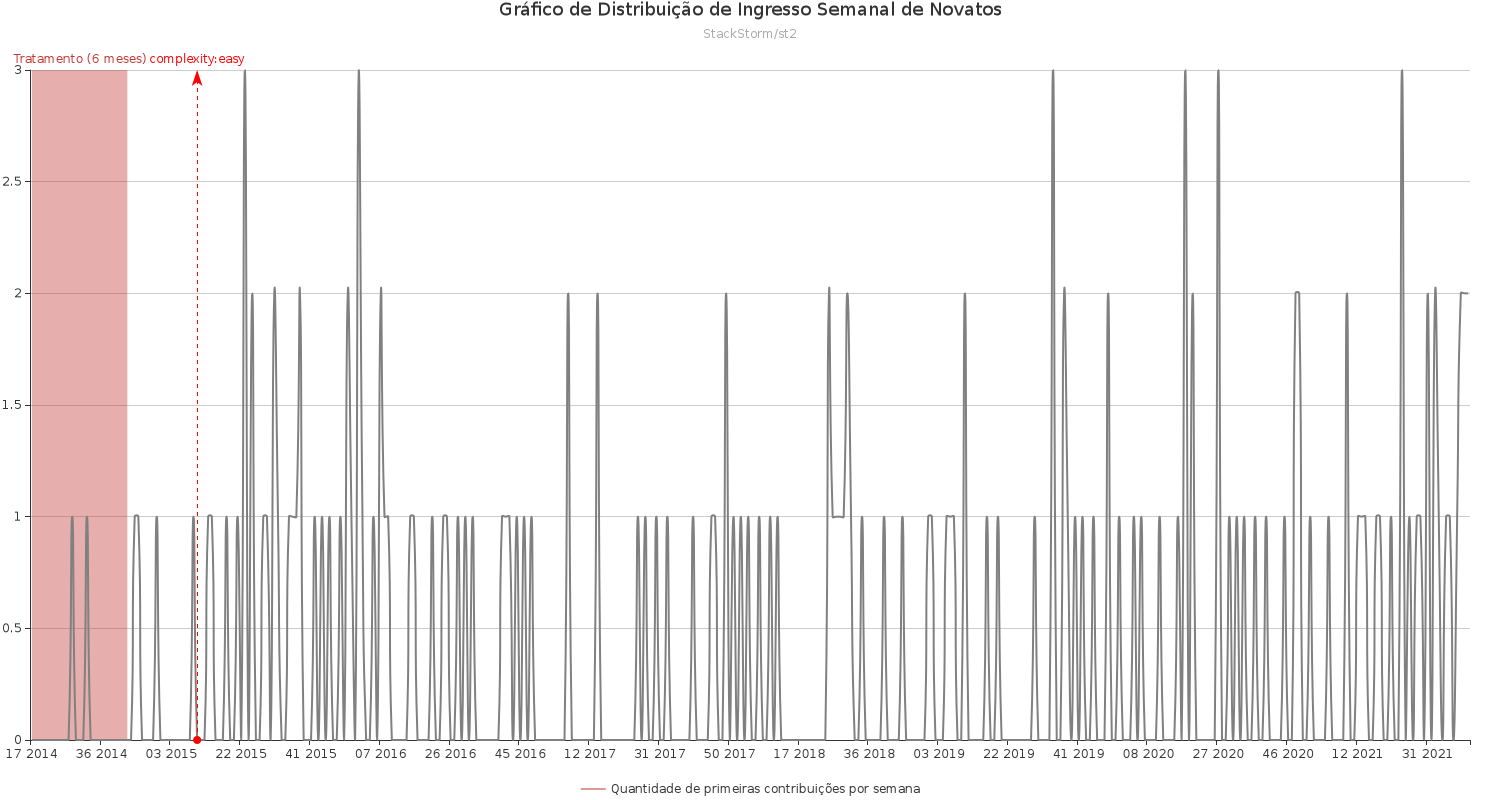 Gráfico de Distribuição de Ingresso Semanal de Novatos
StackStorm/st2
Tratamento (6 meses) complexity:easy
3
2.5
2
1.5
1
0.5
0
17 2014 36 2014 03 2015 22 2015 41 2015 07 2016 26 2016 45 2016 12 2017 31 2017 50 2017 17 2018 36 2018 03 2019 22 2019 41 2019 08 2020 27 2020 46 2020 12 2021 31 2021
Quantidade de primeiras contribuições por semana